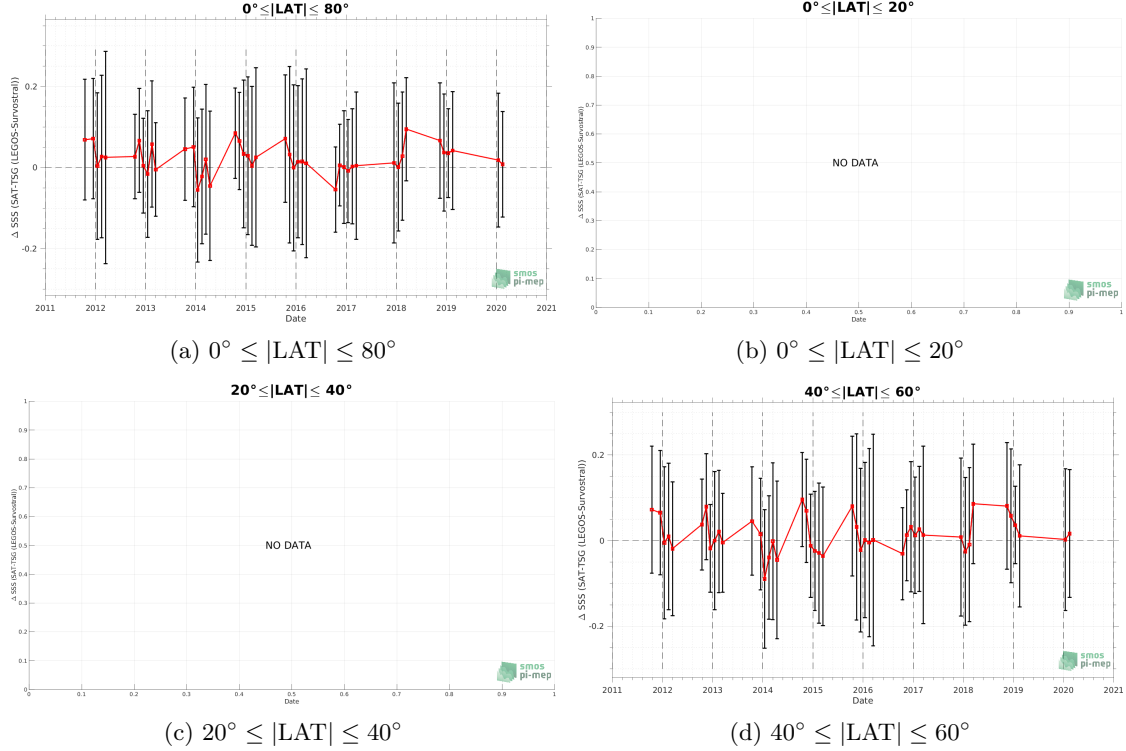 0°≤|LAT|≤ 80°
Δ SSS (SAT-TSG (LEGOS-Survostral))
0.2
0
-0.2
2011 2012 2013 2014 2015 2016 2017 2018 2019 2020 2021
Date
smos
pi-mep
(a) 0° ≤ |LAT| ≤ 80°
0°≤|LAT|≤ 20°
Δ SSS (SAT-TSG (LEGOS-Survostral))
1
0.9
0.8
0.7
0.6
0.5
0.4
0.3
0.2
0.1
0
NO DATA
0 0.1 0.2 0.3 0.4 0.5 0.6 0.7 0.8 0.9 1
Date
smos
pi-mep
(b) 0° ≤ |LAT| ≤ 20°
20°≤|LAT|≤ 40°
Δ SSS (SAT-TSG (LEGOS-Survostral))
1
0.9
0.8
0.7
0.6
0.5
0.4
0.3
0.2
0.1
0
NO DATA
0 0.1 0.2 0.3 0.4 0.5 0.6 0.7 0.8 0.9 1
Date
smos
pi-mep
(c) 20° ≤ |LAT| ≤ 40°
40°≤|LAT|≤ 60°
Δ SSS (SAT-TSG (LEGOS-Survostral))
0.2
0
-0.2
2011 2012 2013 2014 2015 2016 2017 2018 2019 2020 2021
Date
smos
pi-mep
(d) 40° ≤ |LAT| ≤ 60°